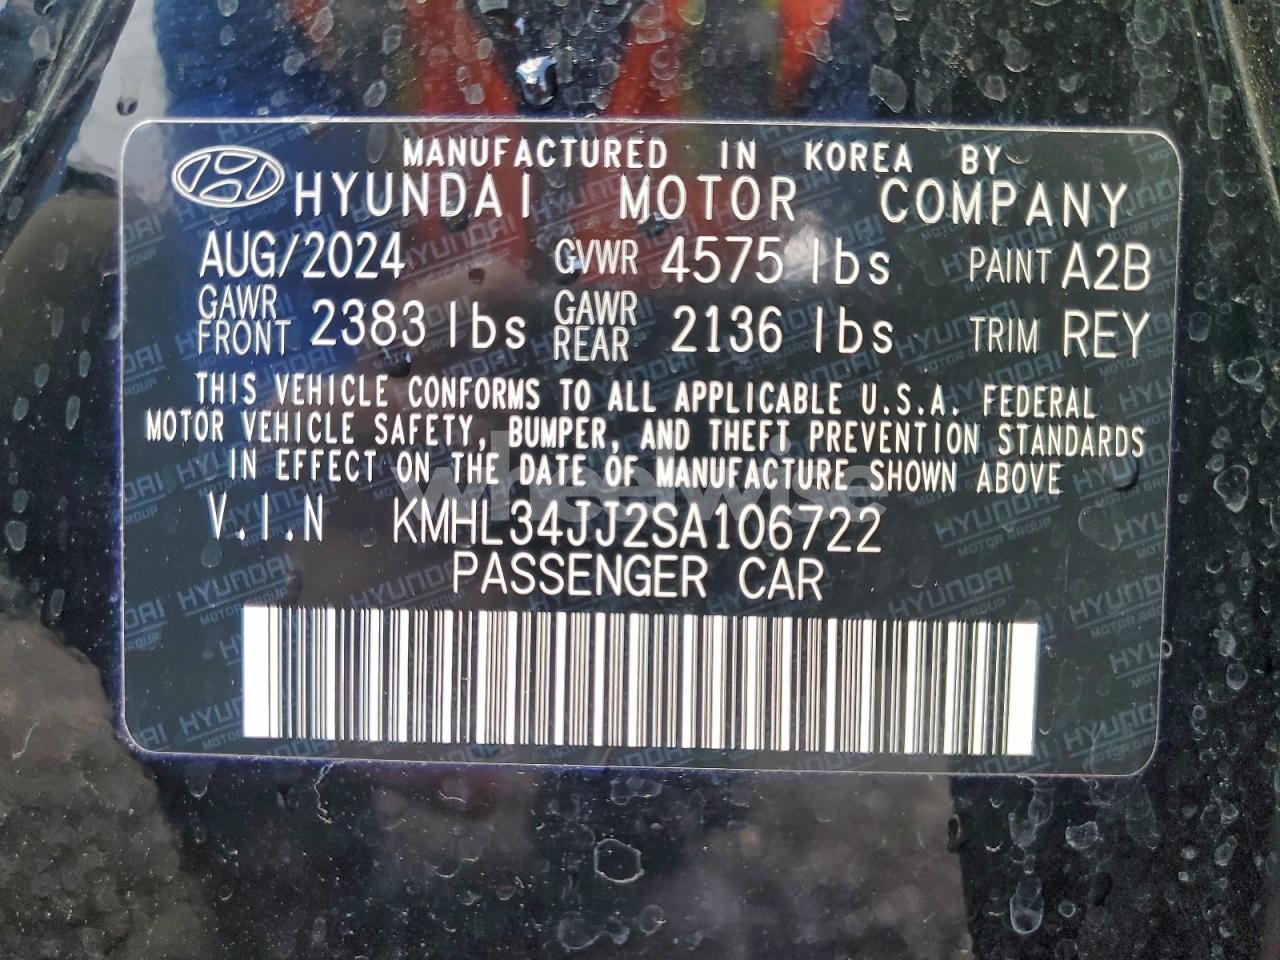 MANUFACTURED IN KOREA BY
HYUNDAI MOTOR COMPANY
AUG/2024 GVWR 4575 lbs PAINT A2B
GAWR FRONT 2383 lbs GAWR REAR 2136 lbs TRIM REY
THIS VEHICLE CONFORMS TO ALL APPLICABLE U.S.A. FEDERAL
MOTOR VEHICLE SAFETY, BUMPER, AND THEFT PREVENTION STANDARDS
IN EFFECT ON THE DATE OF MANUFACTURE SHOWN ABOVE
wheelwise
V.I.N KMHL34JJ2SA106722
PASSENGER CAR